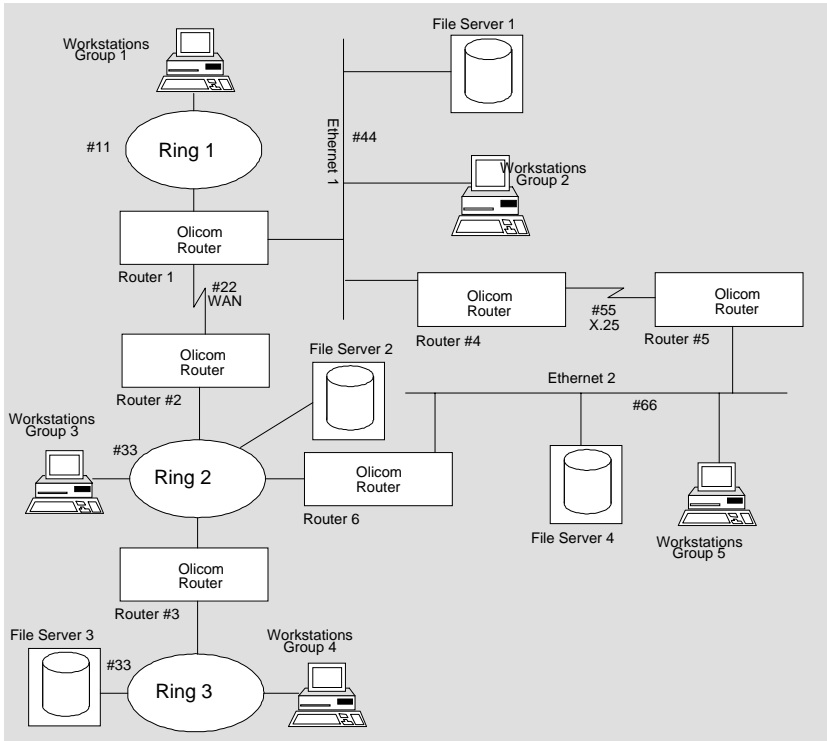 File Server 1
Workstations
Group 1
Ethernet 1
#44
#11
Ring 1
Workstations
Group 2
Olicom
Router
Router 1
#22
WAN
Olicom
Router
Router #4
#55
X.25
Olicom
Router
Router #5
Olicom
Router
Router #2
File Server 2
Ethernet 2
#66
Workstations
Group 3
#33
Ring 2
Olicom
Router
Router 6
File Server 4
Workstations
Group 5
Olicom
Router
Router #3
File Server 3
#33
Ring 3
Workstations
Group 4